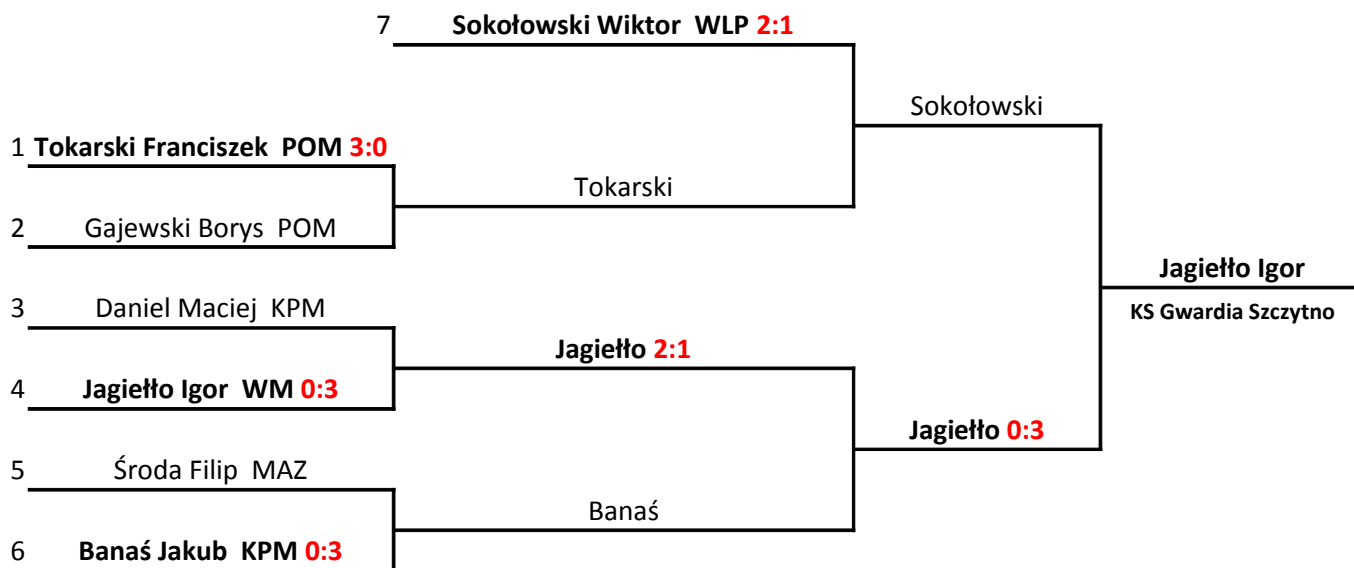 7 Sokołowski Wiktor WLP 2:1
Sokołowski
1 Tokarski Franciszek POM 3:0
Tokarski
2 Gajewski Borys POM
Jagiełło Igor
3 Daniel Maciej KPM
KS Gwardia Szczytno
Jagiełło 2:1
4 Jagiełło Igor WM 0:3
Jagiełło 0:3
5 Środa Filip MAZ
Banaś
6 Banaś Jakub KPM 0:3